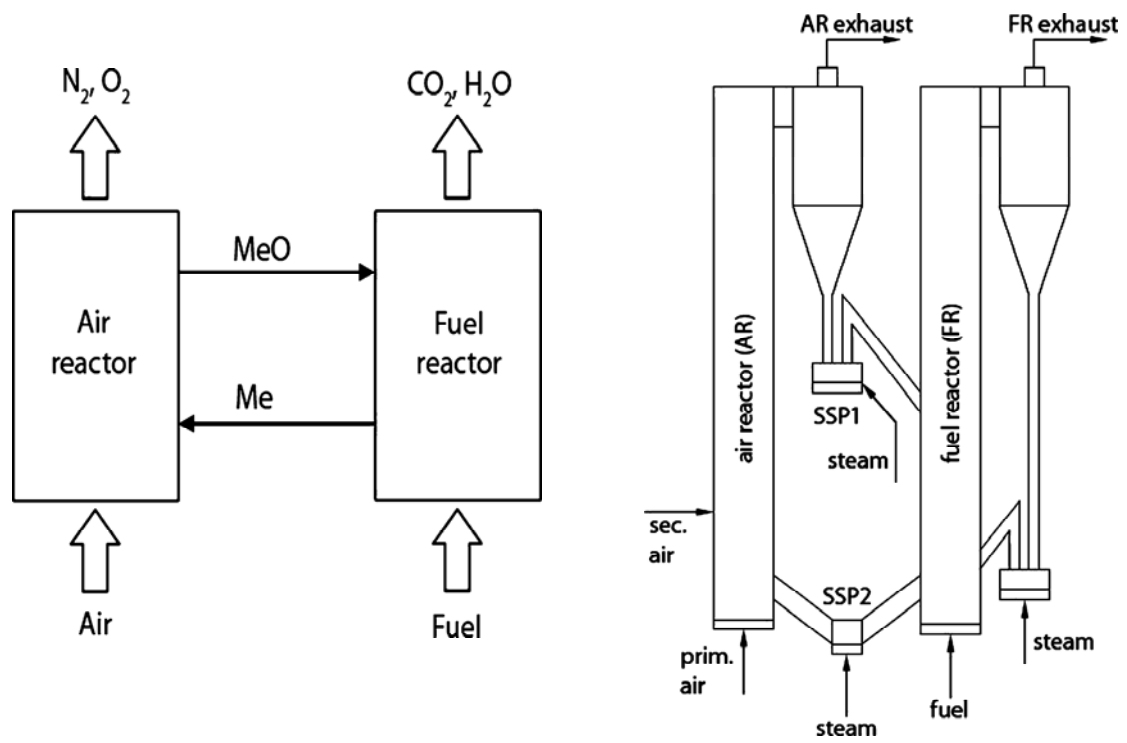 N₂, O₂
CO₂, H₂O
MeO
Air
reactor
Fuel
reactor
Me
Air
Fuel
AR exhaust
FR exhaust
air reactor (AR)
fuel reactor (FR)
SSP1
steam
sec.
air
SSP2
prim.
air
steam
fuel
steam